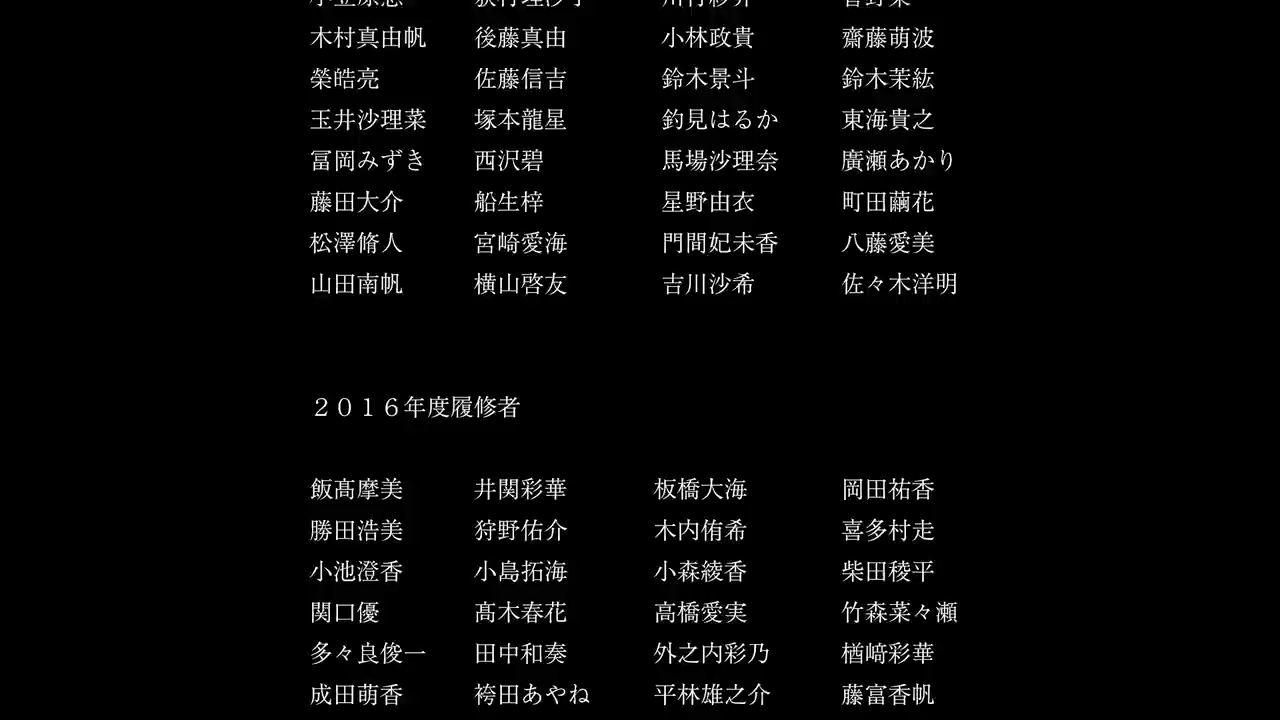 木村真由帆 後藤真由 小林政貴 齋藤萌波
榮皓亮 佐藤信吉 鈴木景斗 鈴木茉紘
玉井沙理菜 塚本龍星 釣見はるか 東海貴之
冨岡みずき 西沢碧 馬場沙理奈 廣瀬あかり
藤田大介 船生梓 星野由衣 町田繭花
松澤脩人 宮崎愛海 門間妃未香 八藤愛美
山田南帆 横山啓友 吉川沙希 佐々木洋明
２０１６年度履修者
飯髙摩美 井関彩華 板橋大海 岡田祐香
勝田浩美 狩野佑介 木内侑希 喜多村走
小池澄香 小島拓海 小森綾香 柴田稜平
関口優 髙木春花 高橋愛実 竹森菜々瀬
多々良俊一 田中和奏 外之内彩乃 楢﨑彩華
成田萌香 袴田あやね 平林雄之介 藤富香帆